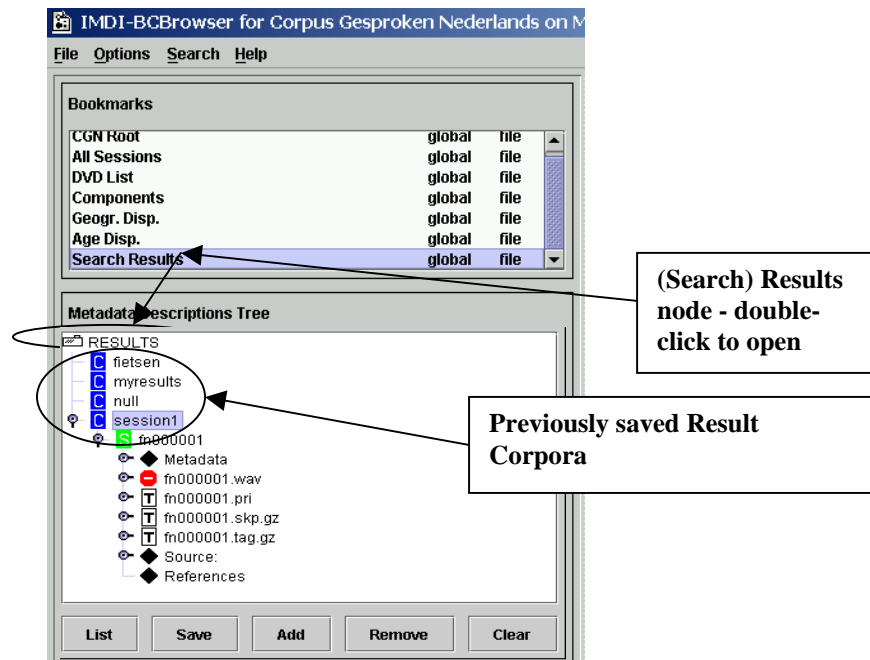 IMDI-BCBrowser for Corpus Gesproken Nederlands on M
File Options Search Help
Bookmarks
CGN Root global file
All Sessions global file
DVD List global file
Components global file
Geogr. Disp. global file
Age Disp. global file
Search Results global file
(Search) Results
node - double-
click to open
Metadata Descriptions Tree
RESULTS
C fietsen
C myresults
C null
C session1
Previously saved Result
Corpora
S fn000001
Metadata
fn000001.wav
T fn000001.pri
T fn000001.skp.gz
T fn000001.tag.gz
Source:
References
List Save Add Remove Clear